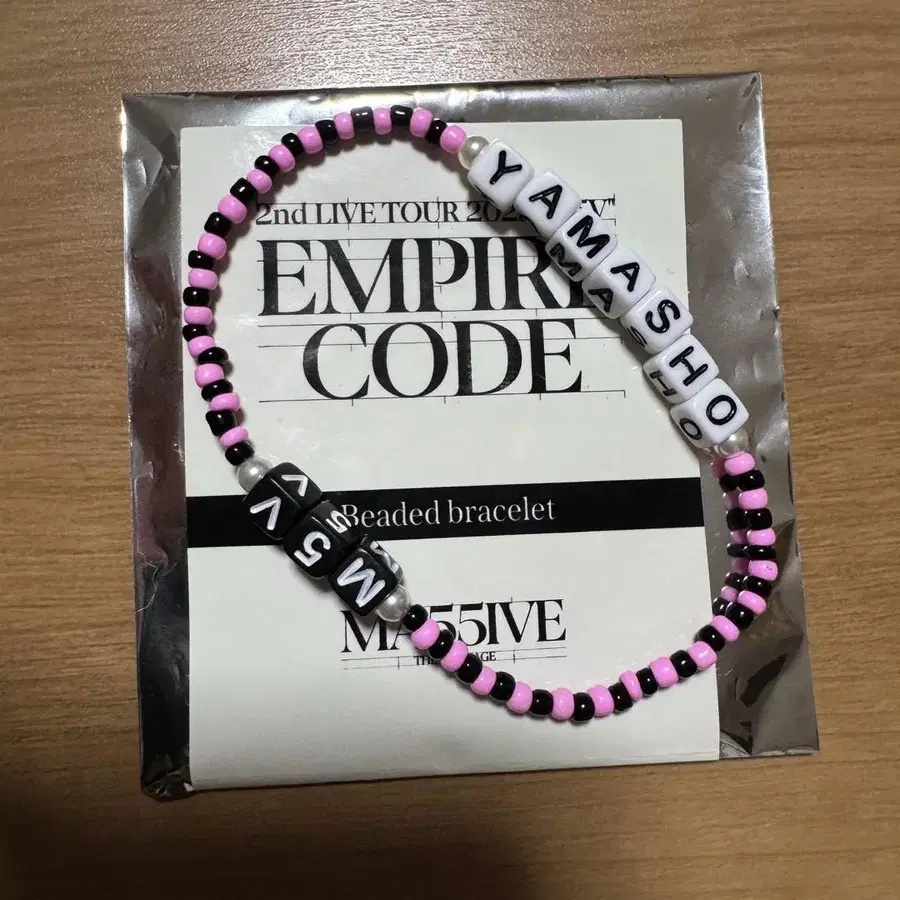 2nd LIVE TOUR
EMPIRE
CODE
YAMASHO
M5V
Beaded bracelet
MA55IVE